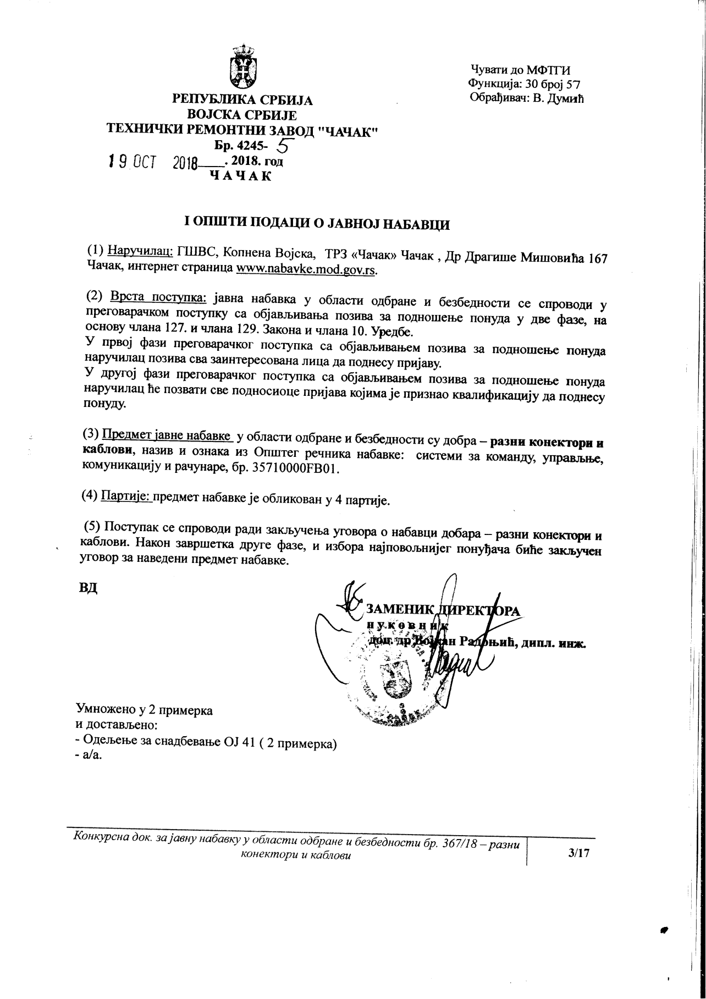 Чувати до МФТГИ
Функција: 30 број 57
Обрађивач: В. Думић
РЕПУБЛИКА СРБИЈА
ВОЈСКА СРБИЈЕ
ТЕХНИЧКИ РЕМОНТНИ ЗАВОД "ЧАЧАК"
Бр. 4245- 5
19 OCT 2018____. 2018. год
Ч А Ч А К
I ОПШТИ ПОДАЦИ О ЈАВНОЈ НАБАВЦИ
(1) Наручилац: ГШВС, Копнена Војска, ТРЗ «Чачак» Чачак , Др Драгише Мишовића 167
Чачак, интернет страница www.nabavke.mod.gov.rs.
(2) Врста поступка: јавна набавка у области одбране и безбедности се спроводи у
преговарачком поступку са објављивања позива за подношење понуда у две фазе, на
основу члана 127. и члана 129. Закона и члана 10. Уредбе.
У првој фази преговарачког поступка са објављивањем позива за подношење понуда
наручилац позива сва заинтересована лица да поднесу пријаву.
У другој фази преговарачког поступка са објављивањем позива за подношење понуда
наручилац ће позвати све подносиоце пријава којима је признао квалификацију да поднесу
понуду.
(3) Предмет јавне набавке у области одбране и безбедности су добра – разни конектори и
каблови, назив и ознака из Општег речника набавке: системи за команду, управљње,
комуникацију и рачунаре, бр. 35710000FB01.
(4) Партије: предмет набавке је обликован у 4 партије.
(5) Поступак се спроводи ради закључења уговора о набавци добара – разни конектори и
каблови. Након завршетка друге фазе, и избора најповољнијег понуђача биће закључен
уговор за наведени предмет набавке.
ВД
ЗАМЕНИК ДИРЕКТОРА
п у к о в н и к
доц. др Војкан Радоњић, дипл. инж.
Умножено у 2 примерка
и достављено:
- Одељење за снадбевање ОЈ 41 ( 2 примерка)
- а/а.
Конкурсна док. за јавну набавку у области одбране и безбедности бр. 367/18 – разни
конектори и каблови
3/17